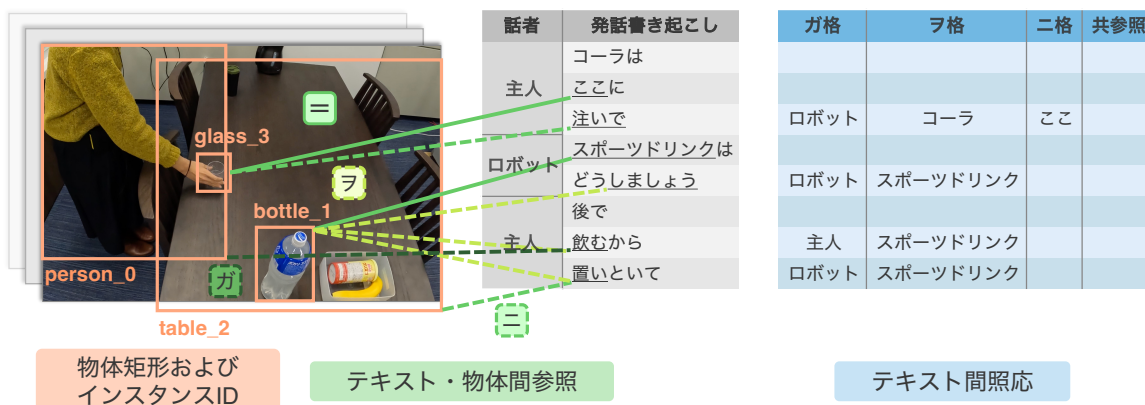 話者
発話書き起こし
主人
コーラは
ここに
注いで
ロボット
スポーツドリンクは
どうしましょう
主人
後で
飲むから
置いといて
ガ格
ヲ格
ニ格
共参照
ロボット
コーラ
ここ
ロボット
スポーツドリンク
主人
スポーツドリンク
ロボット
スポーツドリンク
glass_3
bottle_1
person_0
table_2
=
ヲ
ガ
ニ
物体矩形および
インスタンスID
テキスト・物体間参照
テキスト間照応